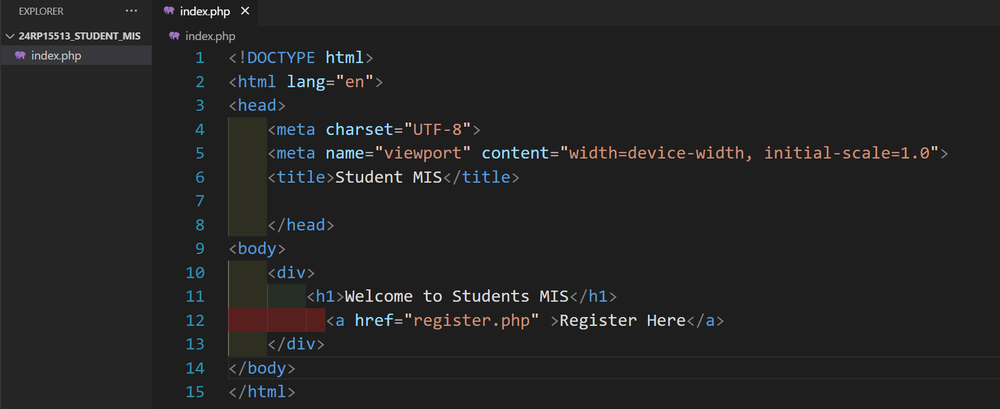 EXPLORER ···
index.php
24RP15513_STUDENT_MIS
index.php
index.php
1 <!DOCTYPE html>
2 <html lang="en">
3 <head>
4     <meta charset="UTF-8">
5     <meta name="viewport" content="width=device-width, initial-scale=1.0">
6     <title>Student MIS</title>
7
8     </head>
9 <body>
10     <div>
11         <h1>Welcome to Students MIS</h1>
12           <a href="register.php" >Register Here</a>
13     </div>
14 </body>
15 </html>